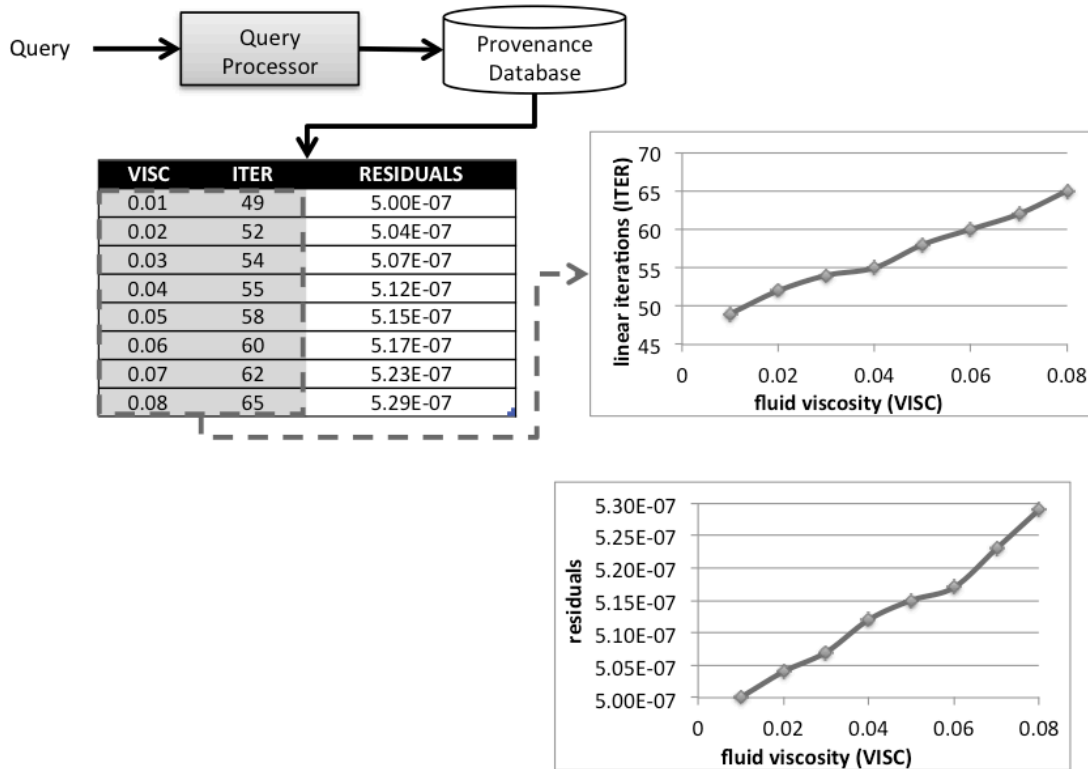 Query
Query
Processor
Provenance
Database
VISC ITER RESIDUALS
0.01 49 5.00E-07
0.02 52 5.04E-07
0.03 54 5.07E-07
0.04 55 5.12E-07
0.05 58 5.15E-07
0.06 60 5.17E-07
0.07 62 5.23E-07
0.08 65 5.29E-07
linear iterations (ITER)
70
65
60
55
50
45
0 0.02 0.04 0.06 0.08
fluid viscosity (VISC)
residuals
5.30E-07
5.25E-07
5.20E-07
5.15E-07
5.10E-07
5.05E-07
5.00E-07
0 0.02 0.04 0.06 0.08
fluid viscosity (VISC)